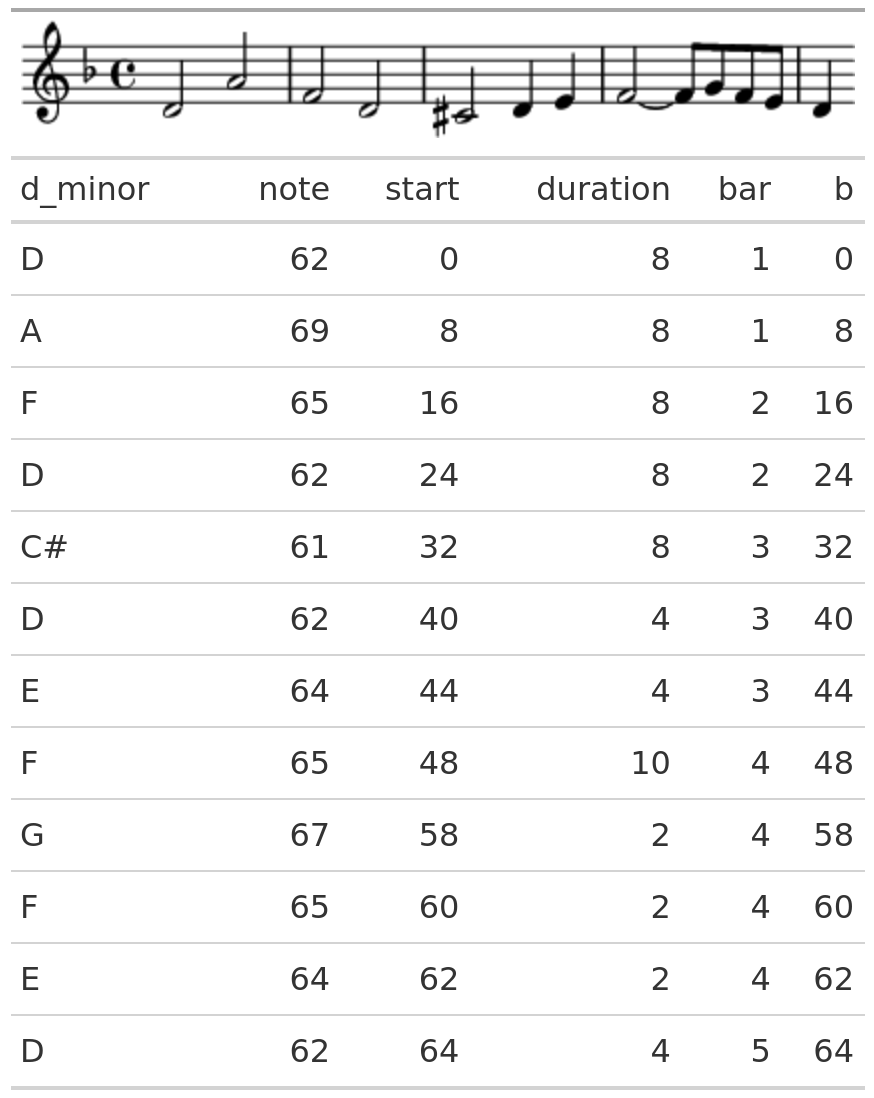 d_minor note start duration bar b
D 62 0 8 1 0
A 69 8 8 1 8
F 65 16 8 2 16
D 62 24 8 2 24
C# 61 32 8 3 32
D 62 40 4 3 40
E 64 44 4 3 44
F 65 48 10 4 48
G 67 58 2 4 58
F 65 60 2 4 60
E 64 62 2 4 62
D 62 64 4 5 64